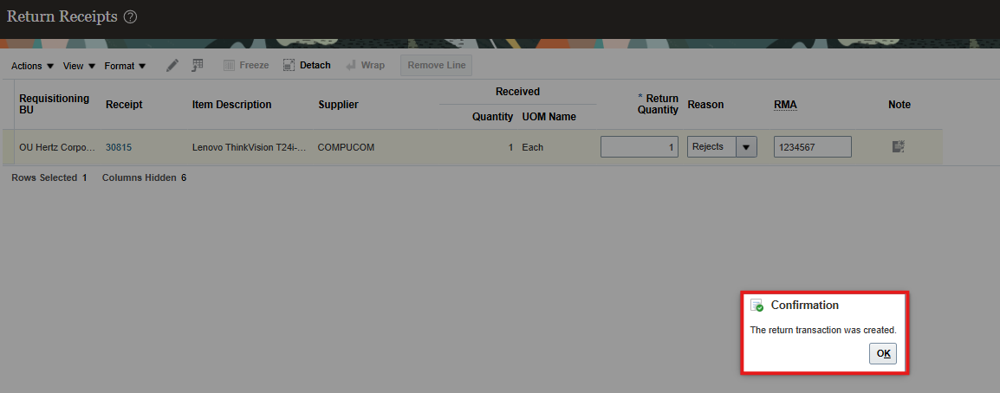 Return Receipts ?
Actions View Format Freeze Detach Wrap Remove Line
Received
Requisitioning BU Receipt Item Description Supplier Quantity UOM Name * Return Quantity Reason RMA Note
OU Hertz Corpo... 30815 Lenovo ThinkVision T24i-... COMPUCOM 1 Each 1 Rejects 1234567
Rows Selected 1 Columns Hidden 6
Confirmation
The return transaction was created.
OK